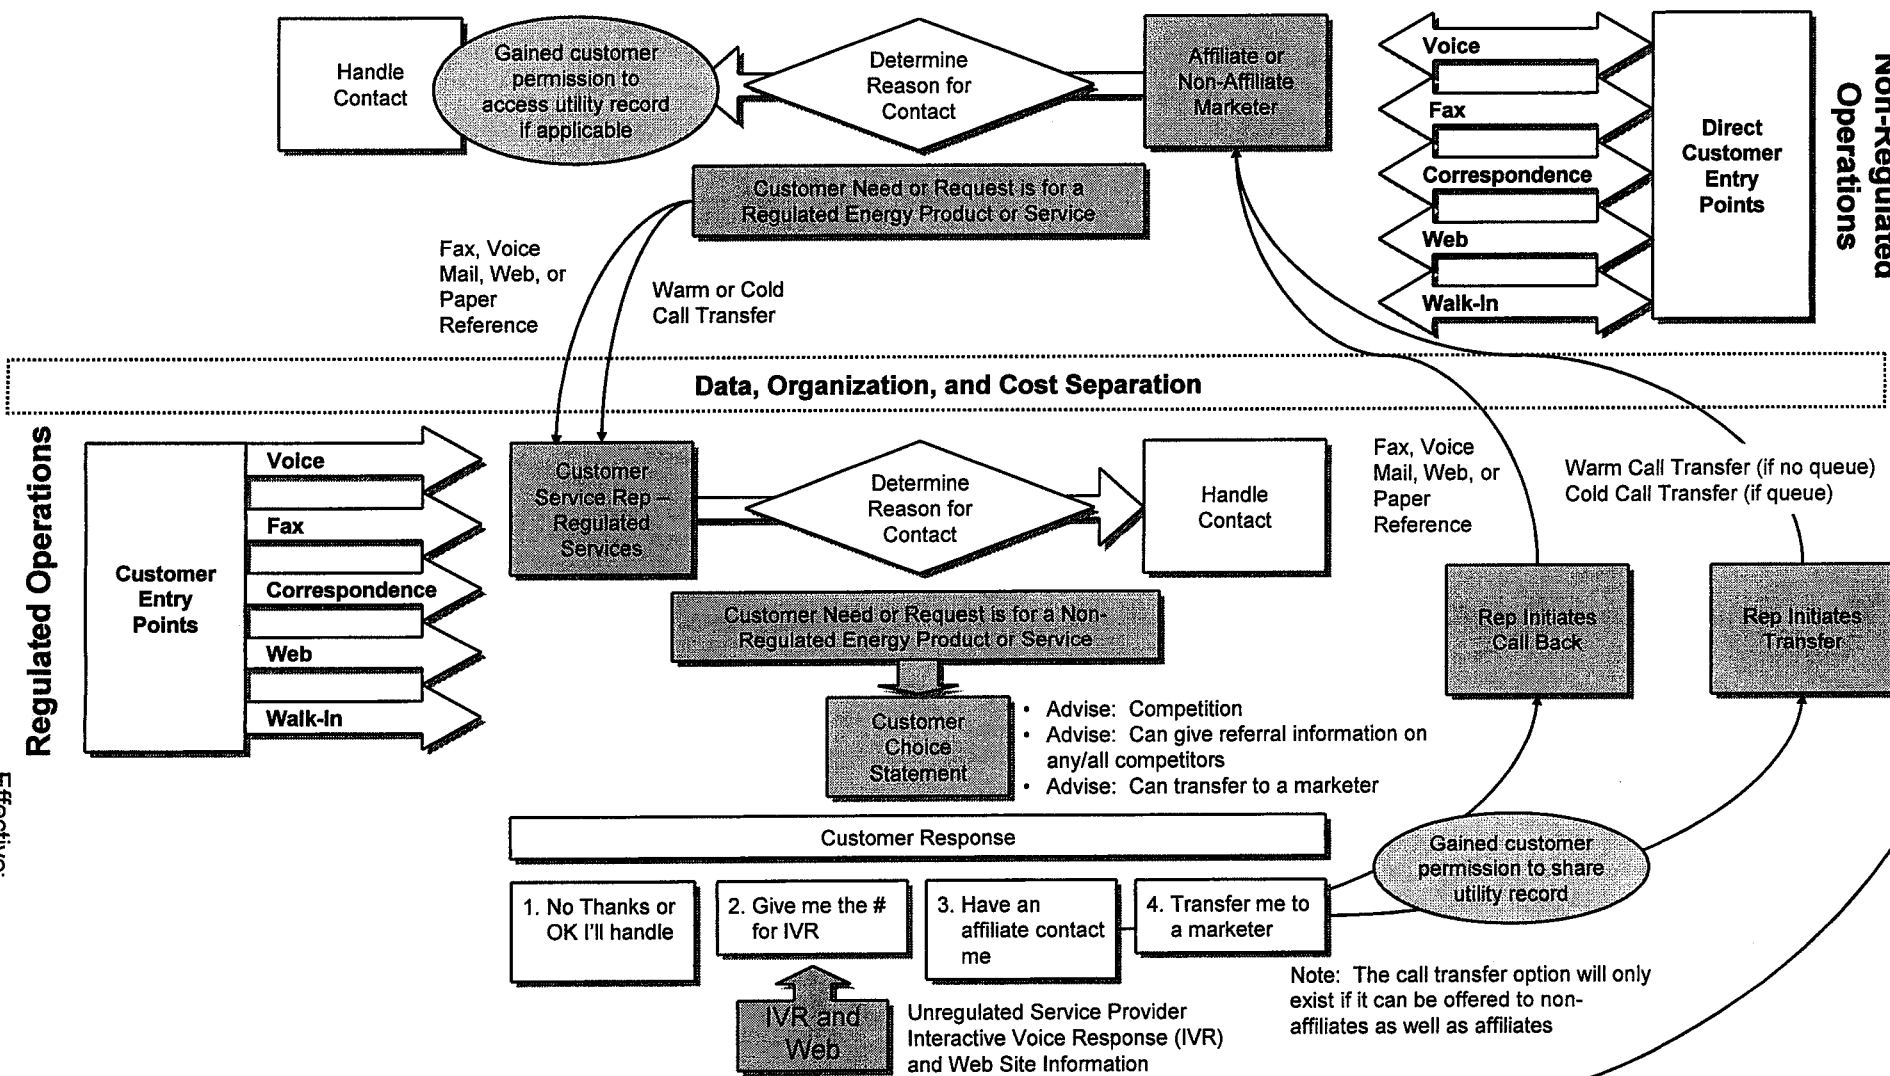 Handle
Contact
Gained customer
permission to
access utility record
if applicable
Determine
Reason for
Contact
Affiliate or
Non-Affiliate
Marketer
Voice
Fax
Correspondence
Web
Walk-In
Direct
Customer
Entry
Points
Non-Regulated
Operations
Customer Need or Request is for a
Regulated Energy Product or Service
Fax, Voice
Mail, Web, or
Paper
Reference
Warm or Cold
Call Transfer
Data, Organization, and Cost Separation
Regulated Operations
Customer
Entry
Points
Voice
Fax
Correspondence
Web
Walk-In
Customer
Service Rep –
Regulated
Services
Determine
Reason for
Contact
Handle
Contact
Fax, Voice
Mail, Web, or
Paper
Reference
Warm Call Transfer (if no queue)
Cold Call Transfer (if queue)
Customer Need or Request is for a Non-
Regulated Energy Product or Service
Rep Initiates
Call Back
Rep Initiates
Transfer
Customer
Choice
Statement
• Advise: Competition
• Advise: Can give referral information on
any/all competitors
• Advise: Can transfer to a marketer
Customer Response
Gained customer
permission to share
utility record
1. No Thanks or
OK I'll handle
2. Give me the #
for IVR
3. Have an
affiliate contact
me
4. Transfer me to
a marketer
Note: The call transfer option will only
exist if it can be offered to non-
affiliates as well as affiliates
IVR and
Web
Unregulated Service Provider
Interactive Voice Response (IVR)
and Web Site Information
Effective: